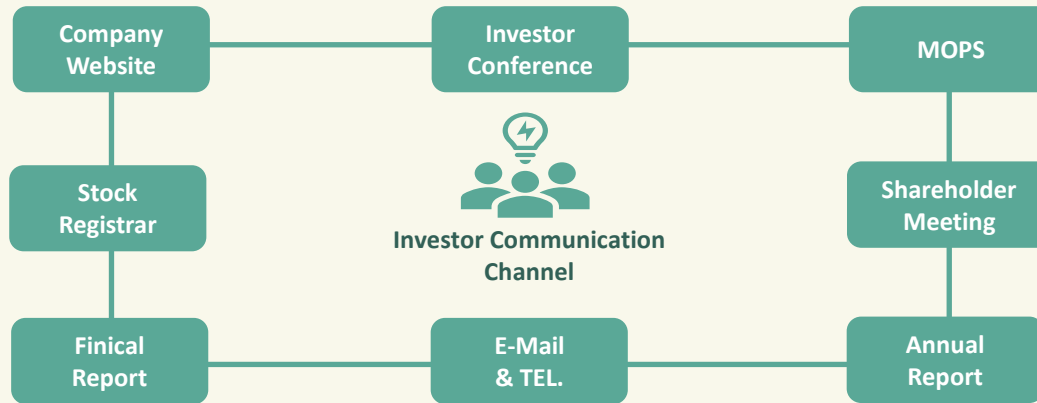 Company
Website
Investor
Conference
MOPS
Stock
Registrar
Investor Communication
Channel
Shareholder
Meeting
Finical
Report
E-Mail
& TEL.
Annual
Report